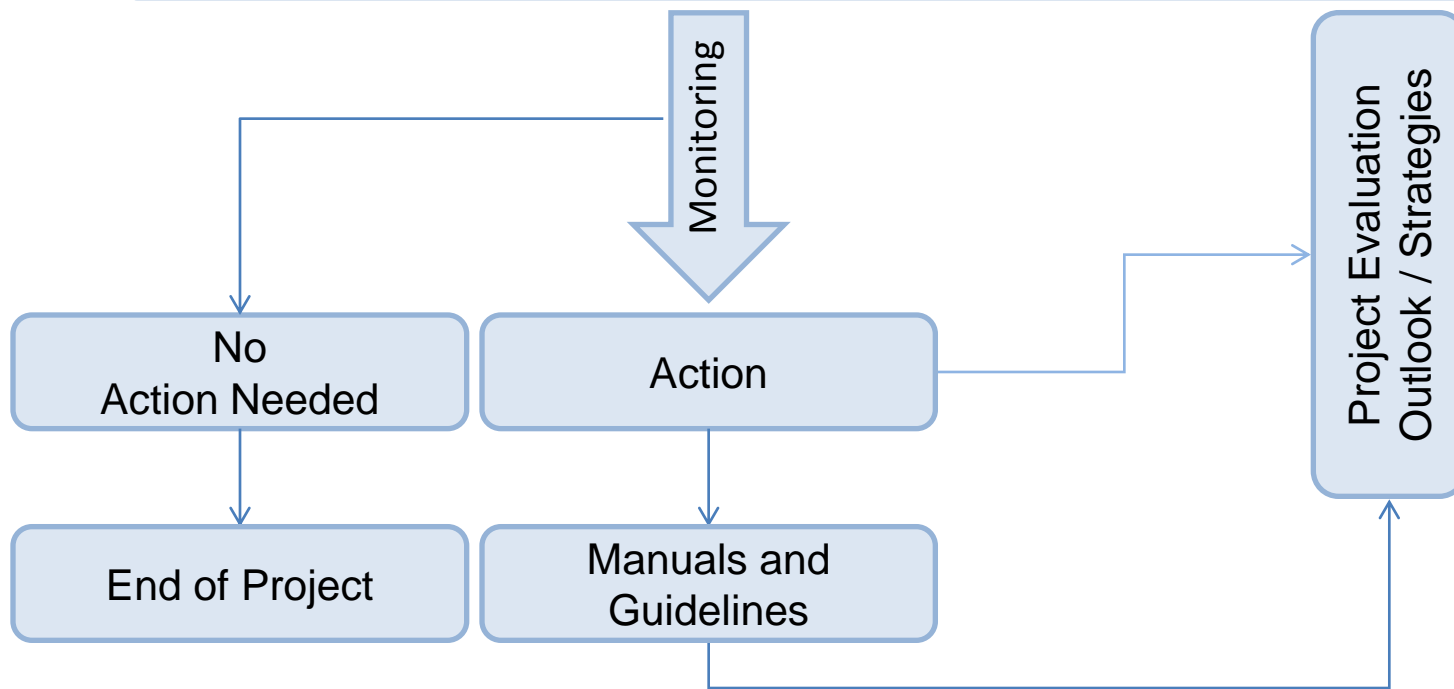 Monitoring
Project Evaluation
Outlook / Strategies
No
Action Needed
Action
End of Project
Manuals and
Guidelines